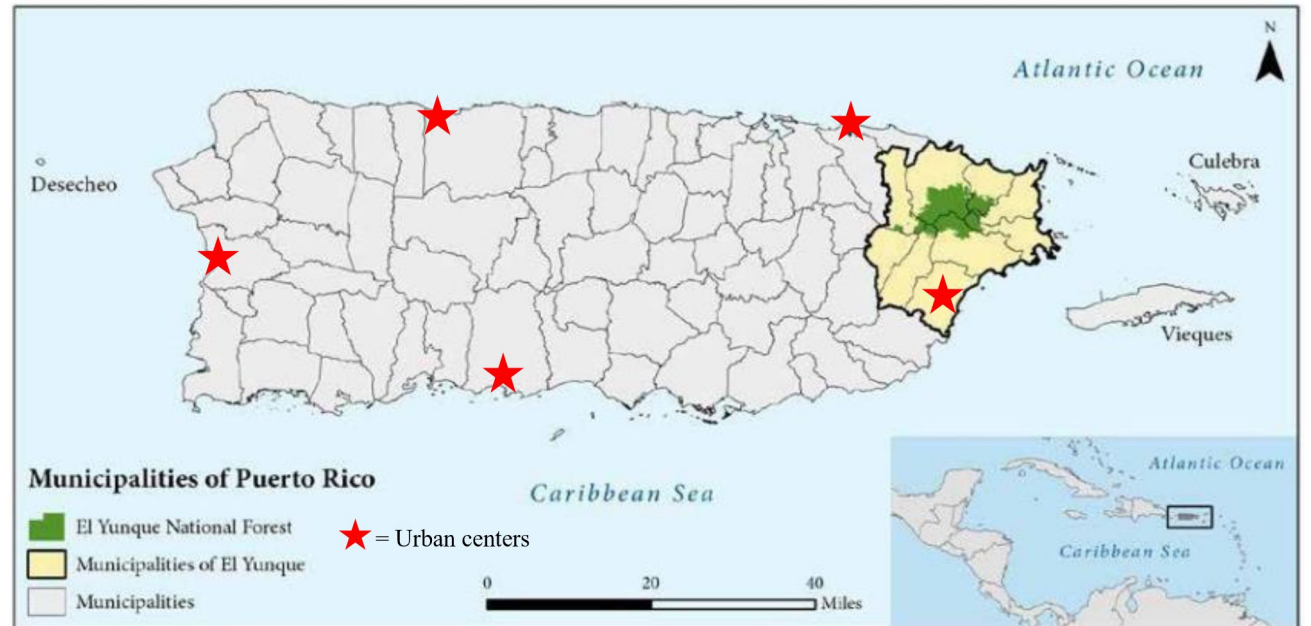 N
Atlantic Ocean
Culebra
Desecheo
Vieques
Municipalities of Puerto Rico
El Yunque National Forest
Municipalities of El Yunque
Municipalities
= Urban centers
Caribbean Sea
0 20 40
Miles
Atlantic Ocean
Caribbean Sea